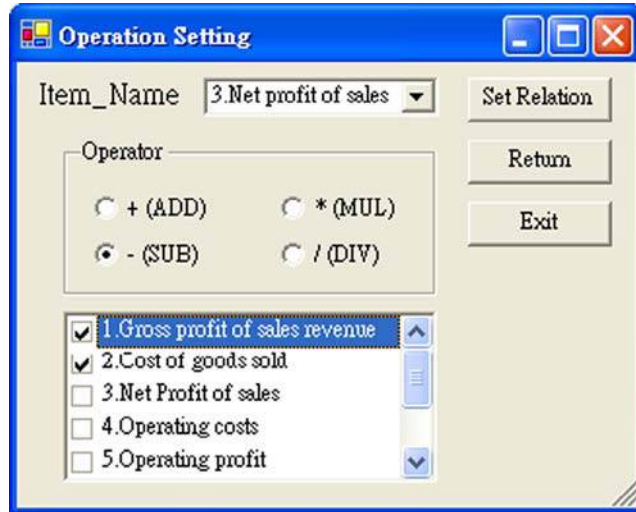 Operation Setting
Item_Name 3.Net profit of sales
Set Relation
Operator
Return
+ (ADD) * (MUL)
Exit
- (SUB) / (DIV)
1.Gross profit of sales revenue
2.Cost of goods sold
3.Net Profit of sales
4.Operating costs
5.Operating profit